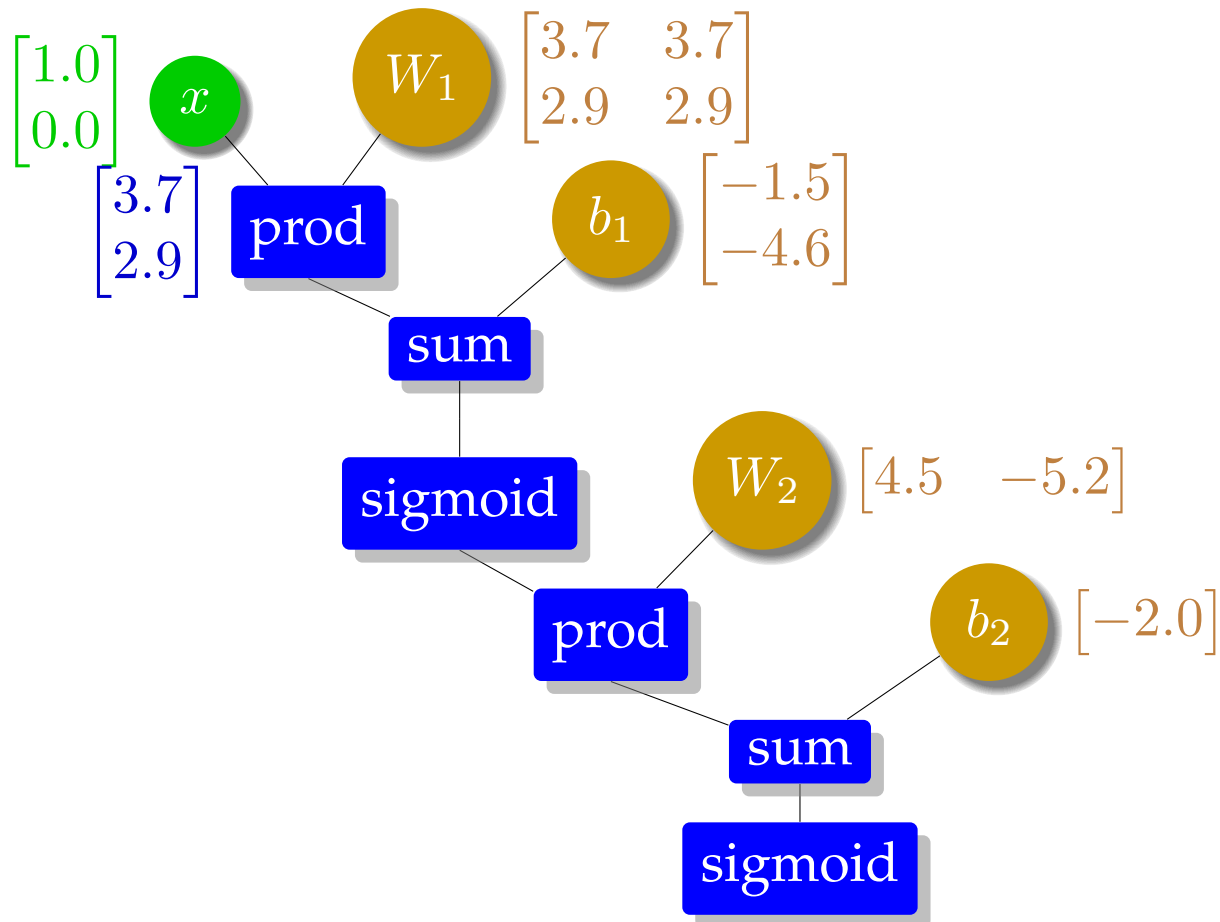 [1.0
0.0]
x
W₁
[3.7 3.7
2.9 2.9]
[3.7
2.9]
prod
b₁
[−1.5
−4.6]
sum
sigmoid
W₂
[4.5 −5.2]
prod
b₂
[−2.0]
sum
sigmoid